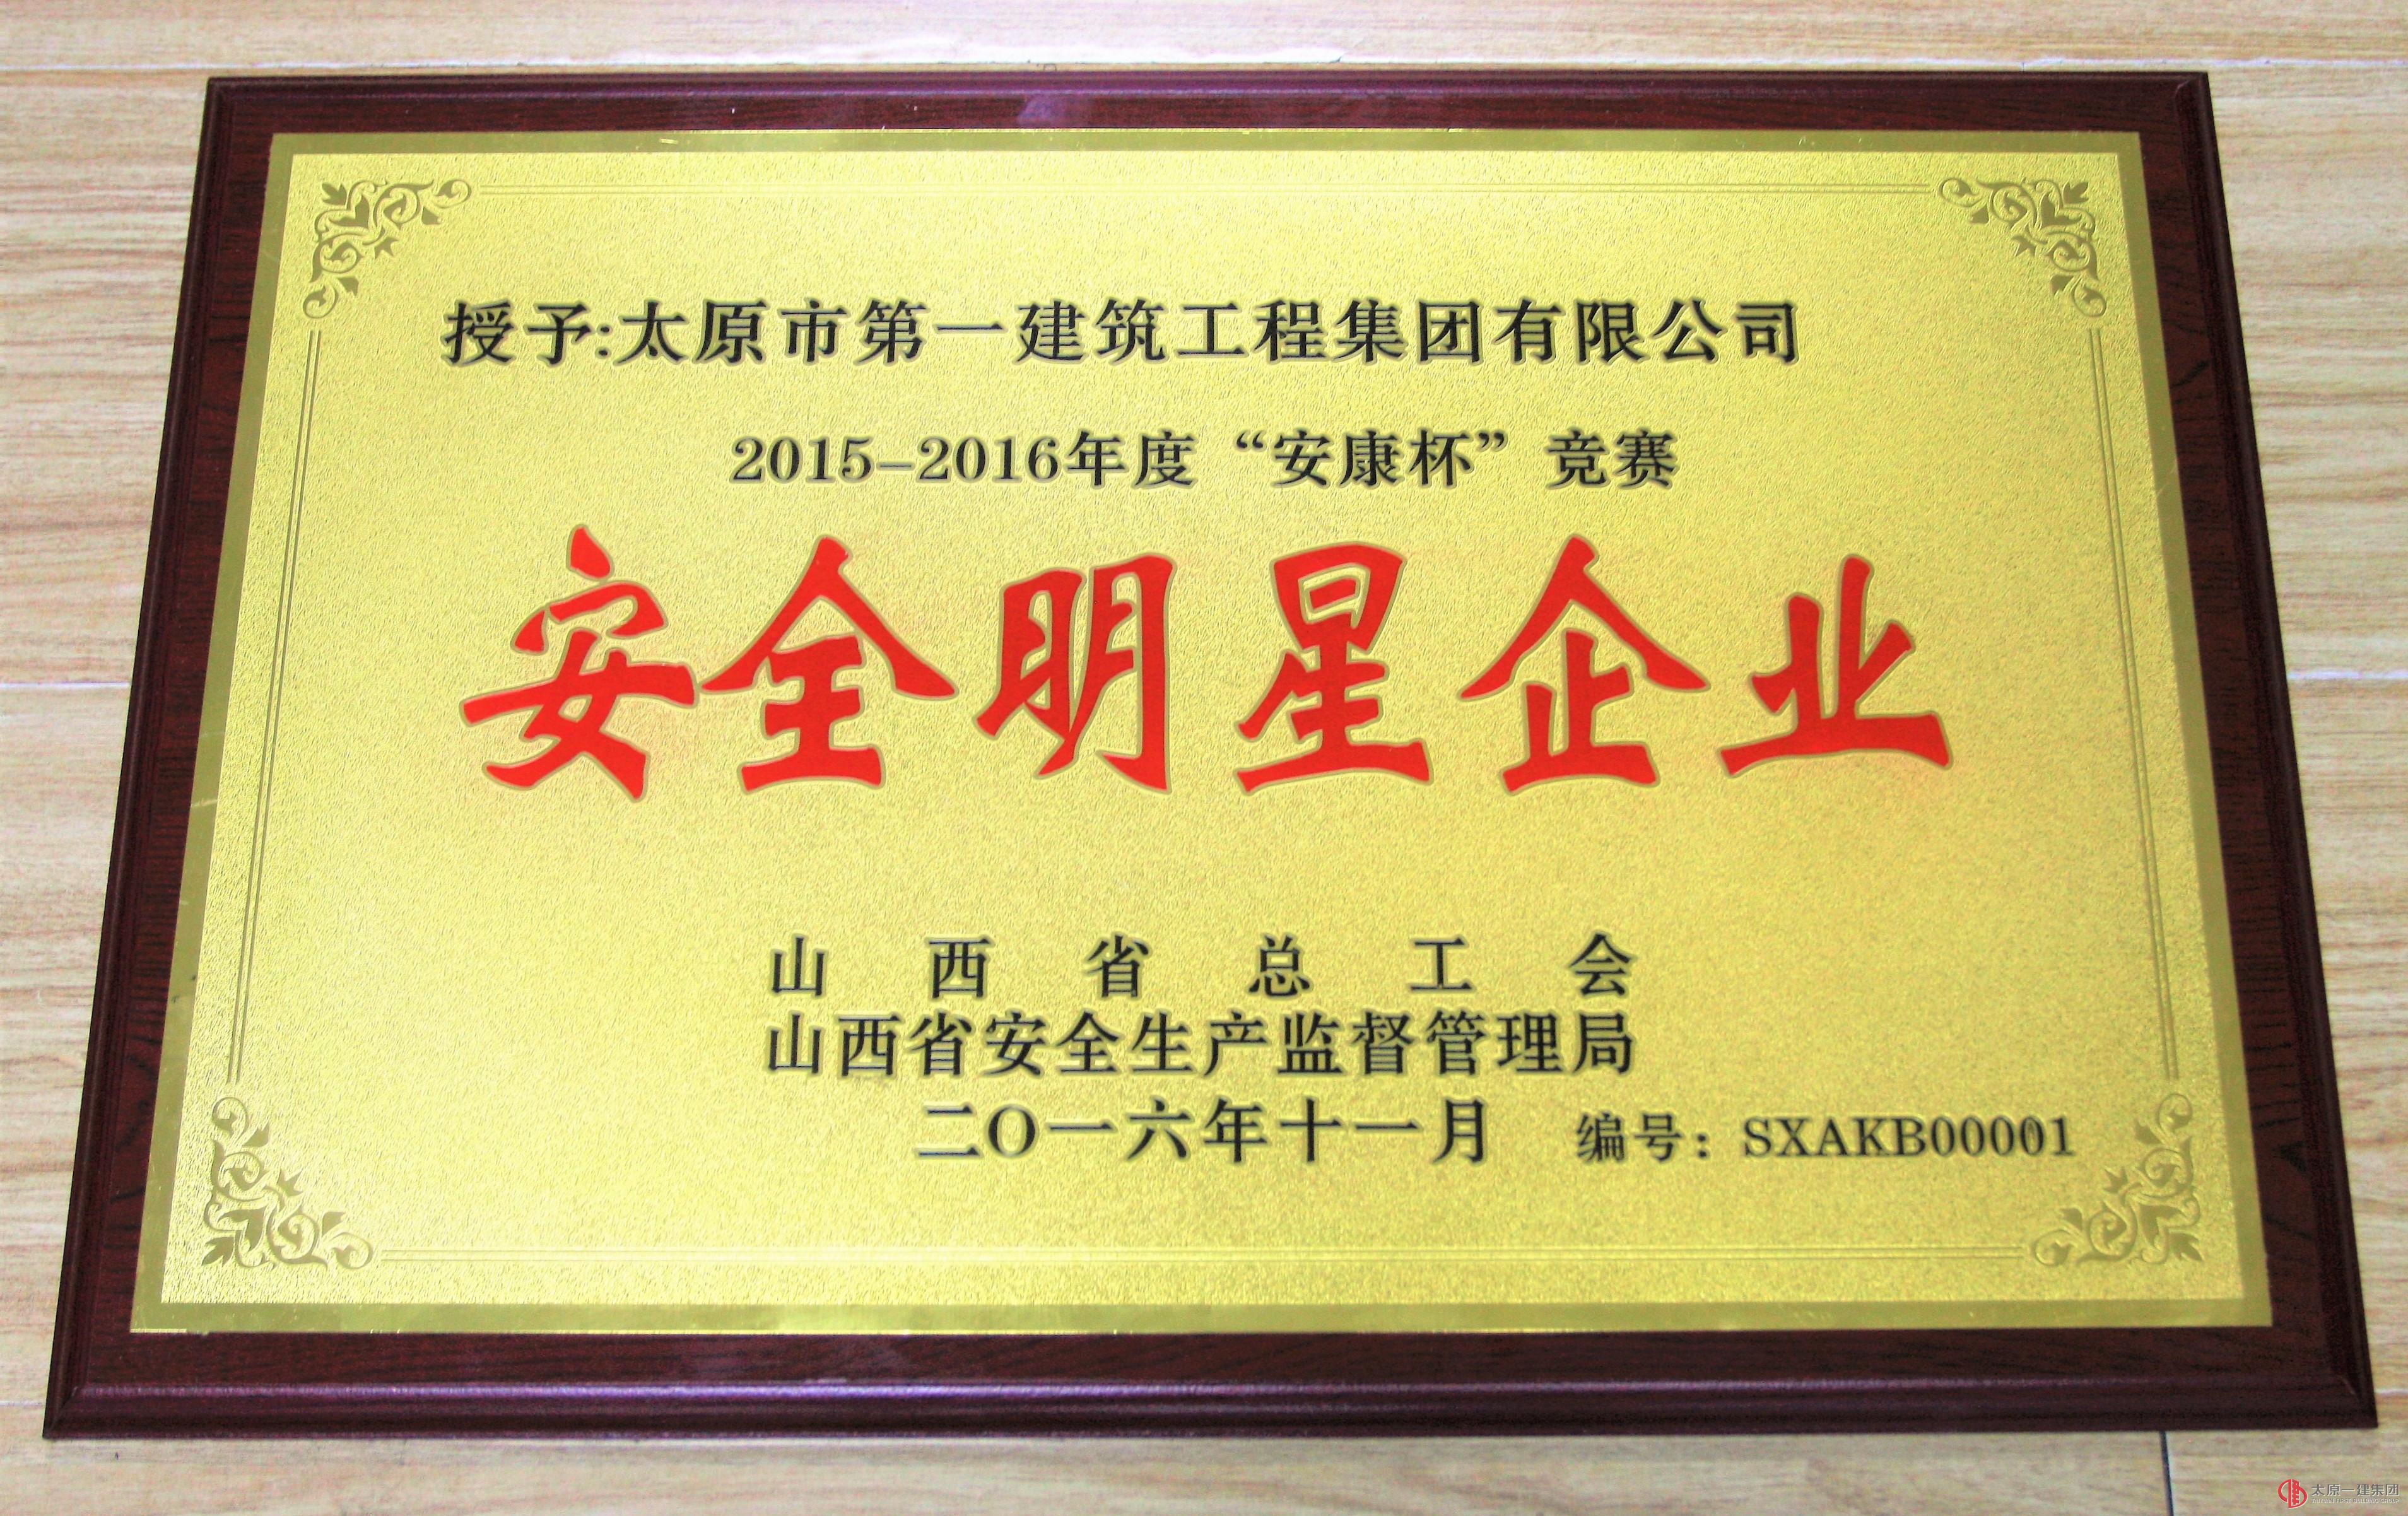 授予:太原市第一建筑工程集团有限公司
2015-2016年度“安康杯”竞赛
安全明星企业
山西省总工会
山西省安全生产监督管理局
二O一六年十一月 编号：SXAKB00001
太原一建集团